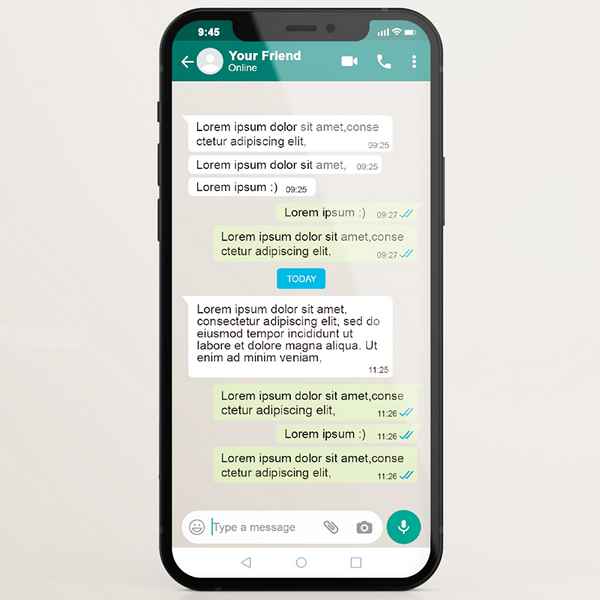 9:45
Your Friend
Online
Lorem ipsum dolor sit amet,conse
ctetur adipiscing elit,
09:25
Lorem ipsum dolor sit amet, 09:25
Lorem ipsum :) 09:25
Lorem ipsum :) 09:27
Lorem ipsum dolor sit amet,conse
ctetur adipiscing elit, 09:27
TODAY
Lorem ipsum dolor sit amet,
consectetur adipiscing elit, sed do
eiusmod tempor incididunt ut
labore et dolore magna aliqua. Ut
enim ad minim veniam,
11:25
Lorem ipsum dolor sit amet,conse
ctetur adipiscing elit, 11:26
Lorem ipsum :) 11:26
Lorem ipsum dolor sit amet,conse
ctetur adipiscing elit, 11:26
Type a message